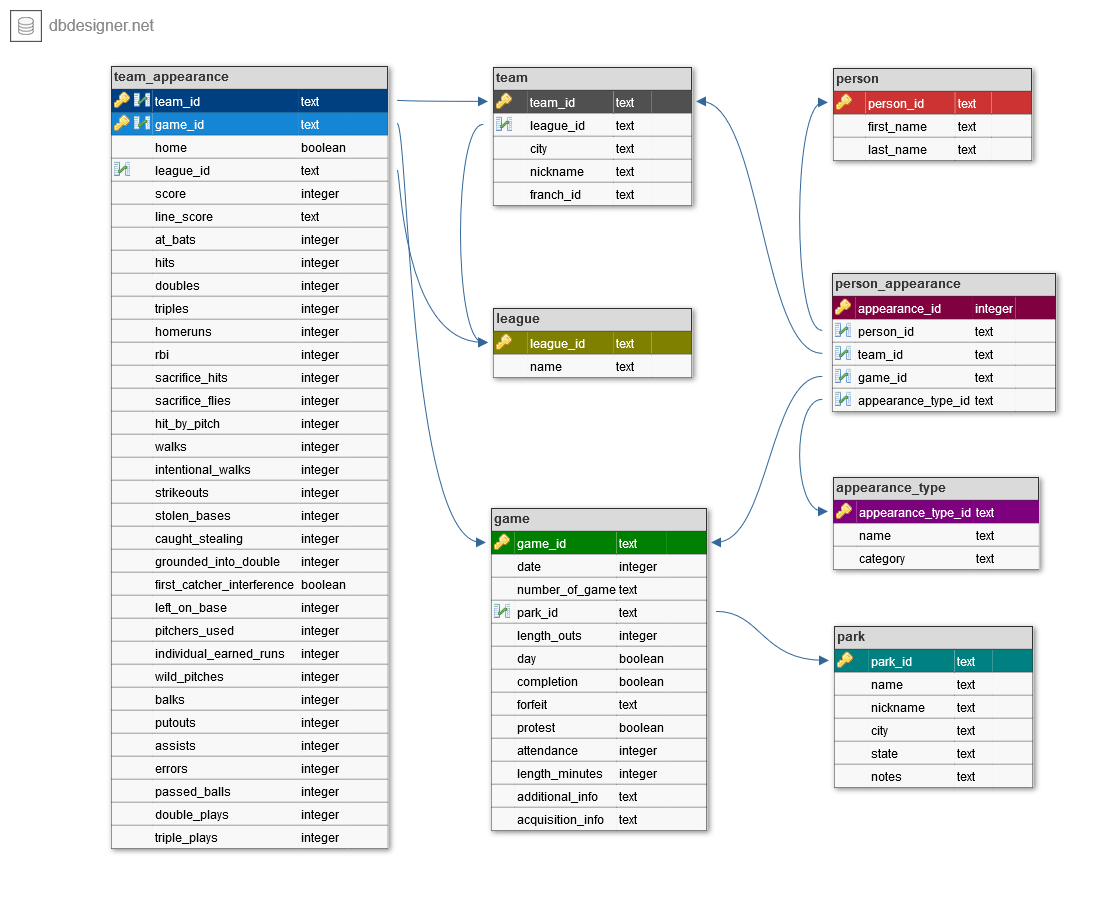 dbdesigner.net
team_appearance
team_id text
game_id text
home boolean
league_id text
score integer
line_score text
at_bats integer
hits integer
doubles integer
triples integer
homeruns integer
rbi integer
sacrifice_hits integer
sacrifice_flies integer
hit_by_pitch integer
walks integer
intentional_walks integer
strikeouts integer
stolen_bases integer
caught_stealing integer
grounded_into_double integer
first_catcher_interference boolean
left_on_base integer
pitchers_used integer
individual_earned_runs integer
wild_pitches integer
balks integer
putouts integer
assists integer
errors integer
passed_balls integer
double_plays integer
triple_plays integer
team
team_id text
league_id text
city text
nickname text
franch_id text
league
league_id text
name text
game
game_id text
date integer
number_of_game text
park_id text
length_outs integer
day boolean
completion boolean
forfeit text
protest boolean
attendance integer
length_minutes integer
additional_info text
acquisition_info text
person
person_id text
first_name text
last_name text
person_appearance
appearance_id integer
person_id text
team_id text
game_id text
appearance_type_id text
appearance_type
appearance_type_id text
name text
category text
park
park_id text
name text
nickname text
city text
state text
notes text